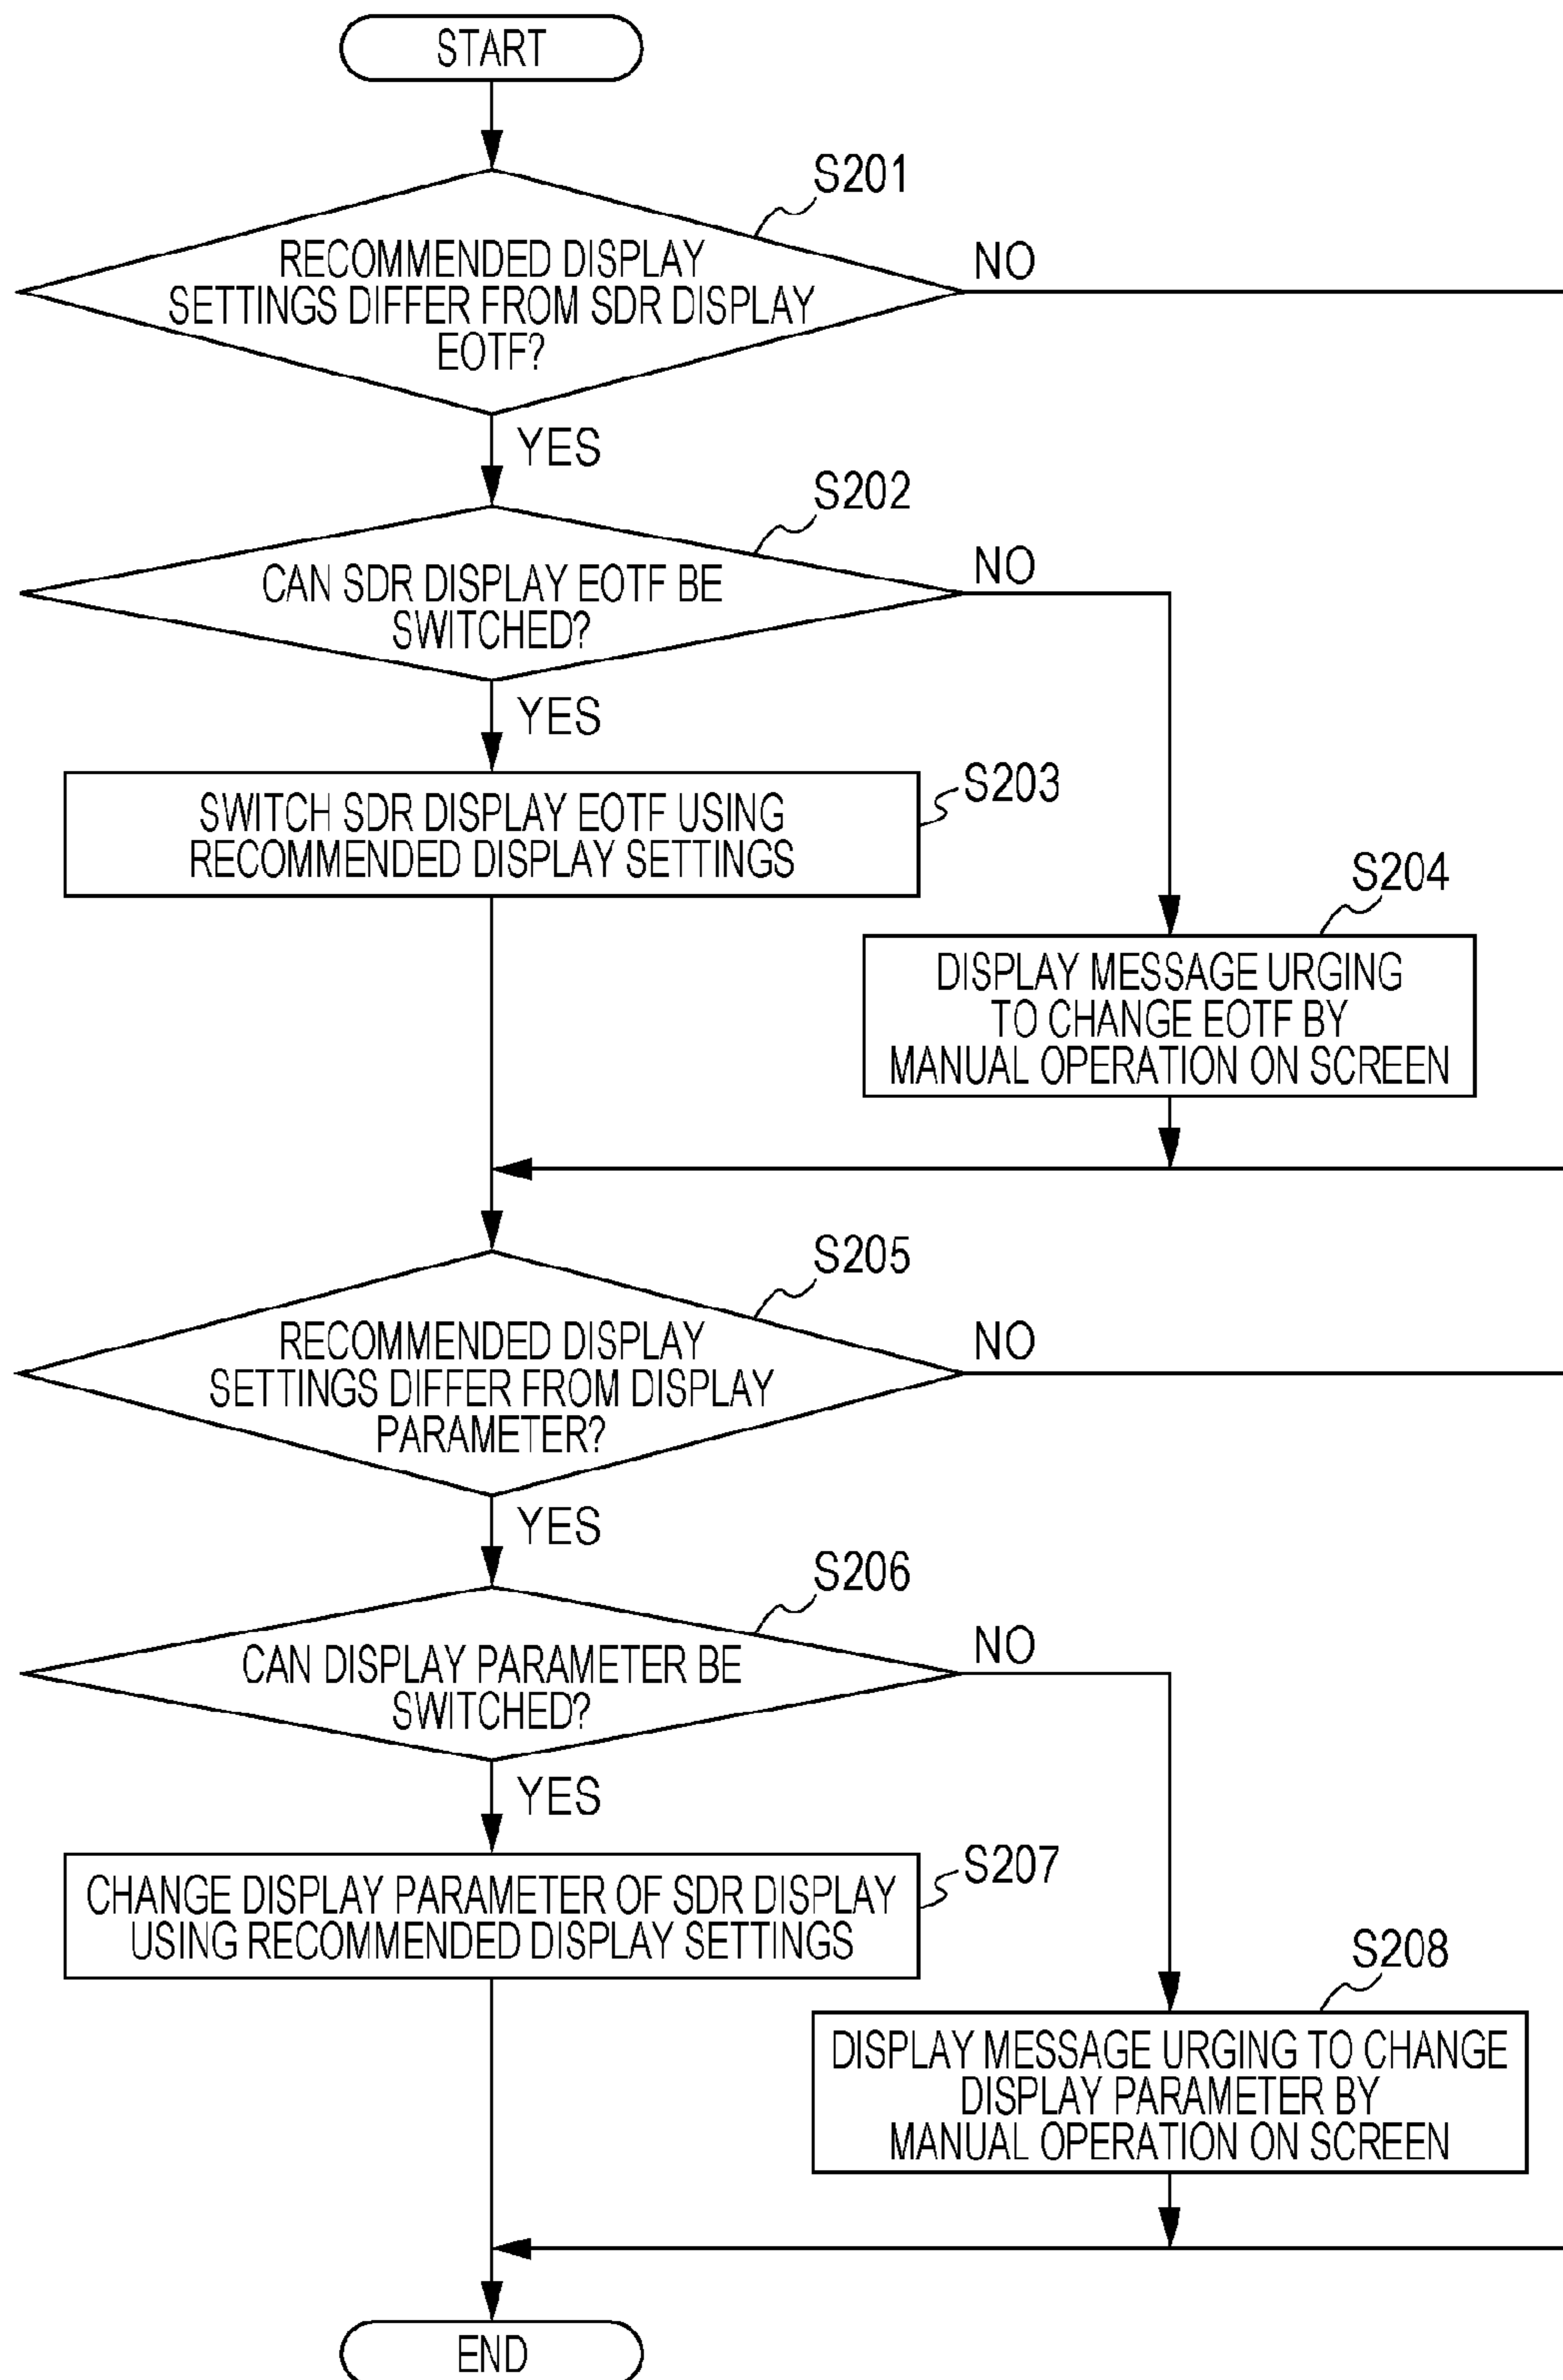 START
S201
RECOMMENDED DISPLAY
SETTINGS DIFFER FROM SDR DISPLAY
EOTF?
NO
YES
S202
CAN SDR DISPLAY EOTF BE
SWITCHED?
NO
YES
S203
SWITCH SDR DISPLAY EOTF USING
RECOMMENDED DISPLAY SETTINGS
S204
DISPLAY MESSAGE URGING
TO CHANGE EOTF BY
MANUAL OPERATION ON SCREEN
S205
RECOMMENDED DISPLAY
SETTINGS DIFFER FROM DISPLAY
PARAMETER?
NO
YES
S206
CAN DISPLAY PARAMETER BE
SWITCHED?
NO
YES
S207
CHANGE DISPLAY PARAMETER OF SDR DISPLAY
USING RECOMMENDED DISPLAY SETTINGS
S208
DISPLAY MESSAGE URGING TO CHANGE
DISPLAY PARAMETER BY
MANUAL OPERATION ON SCREEN
END